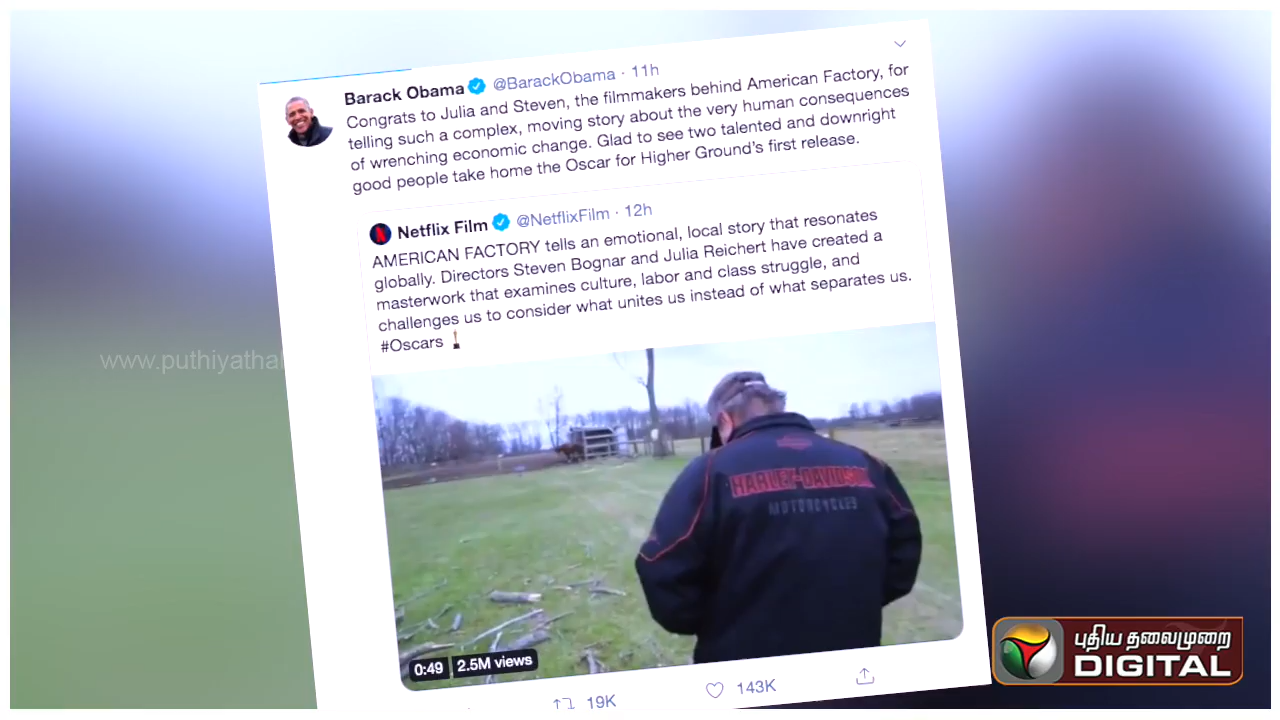 Barack Obama @BarackObama · 11h
Congrats to Julia and Steven, the filmmakers behind American Factory, for
telling such a complex, moving story about the very human consequences
of wrenching economic change. Glad to see two talented and downright
good people take home the Oscar for Higher Ground's first release.
Netflix Film @NetflixFilm · 12h
AMERICAN FACTORY tells an emotional, local story that resonates
globally. Directors Steven Bognar and Julia Reichert have created a
masterwork that examines culture, labor and class struggle, and
challenges us to consider what unites us instead of what separates us.
#Oscars
www.puthiyatha
HARLEY-DAVIDSON
MOTORCYCLES
0:49 2.5M views
19K 143K
புதிய தலைமுறை
DIGITAL